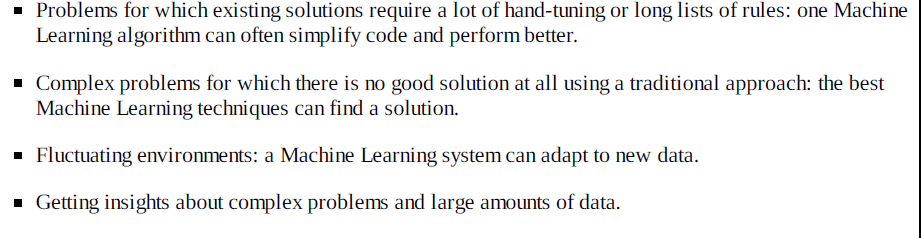 ▪ Problems for which existing solutions require a lot of hand-tuning or long lists of rules: one Machine
Learning algorithm can often simplify code and perform better.
▪ Complex problems for which there is no good solution at all using a traditional approach: the best
Machine Learning techniques can find a solution.
▪ Fluctuating environments: a Machine Learning system can adapt to new data.
▪ Getting insights about complex problems and large amounts of data.